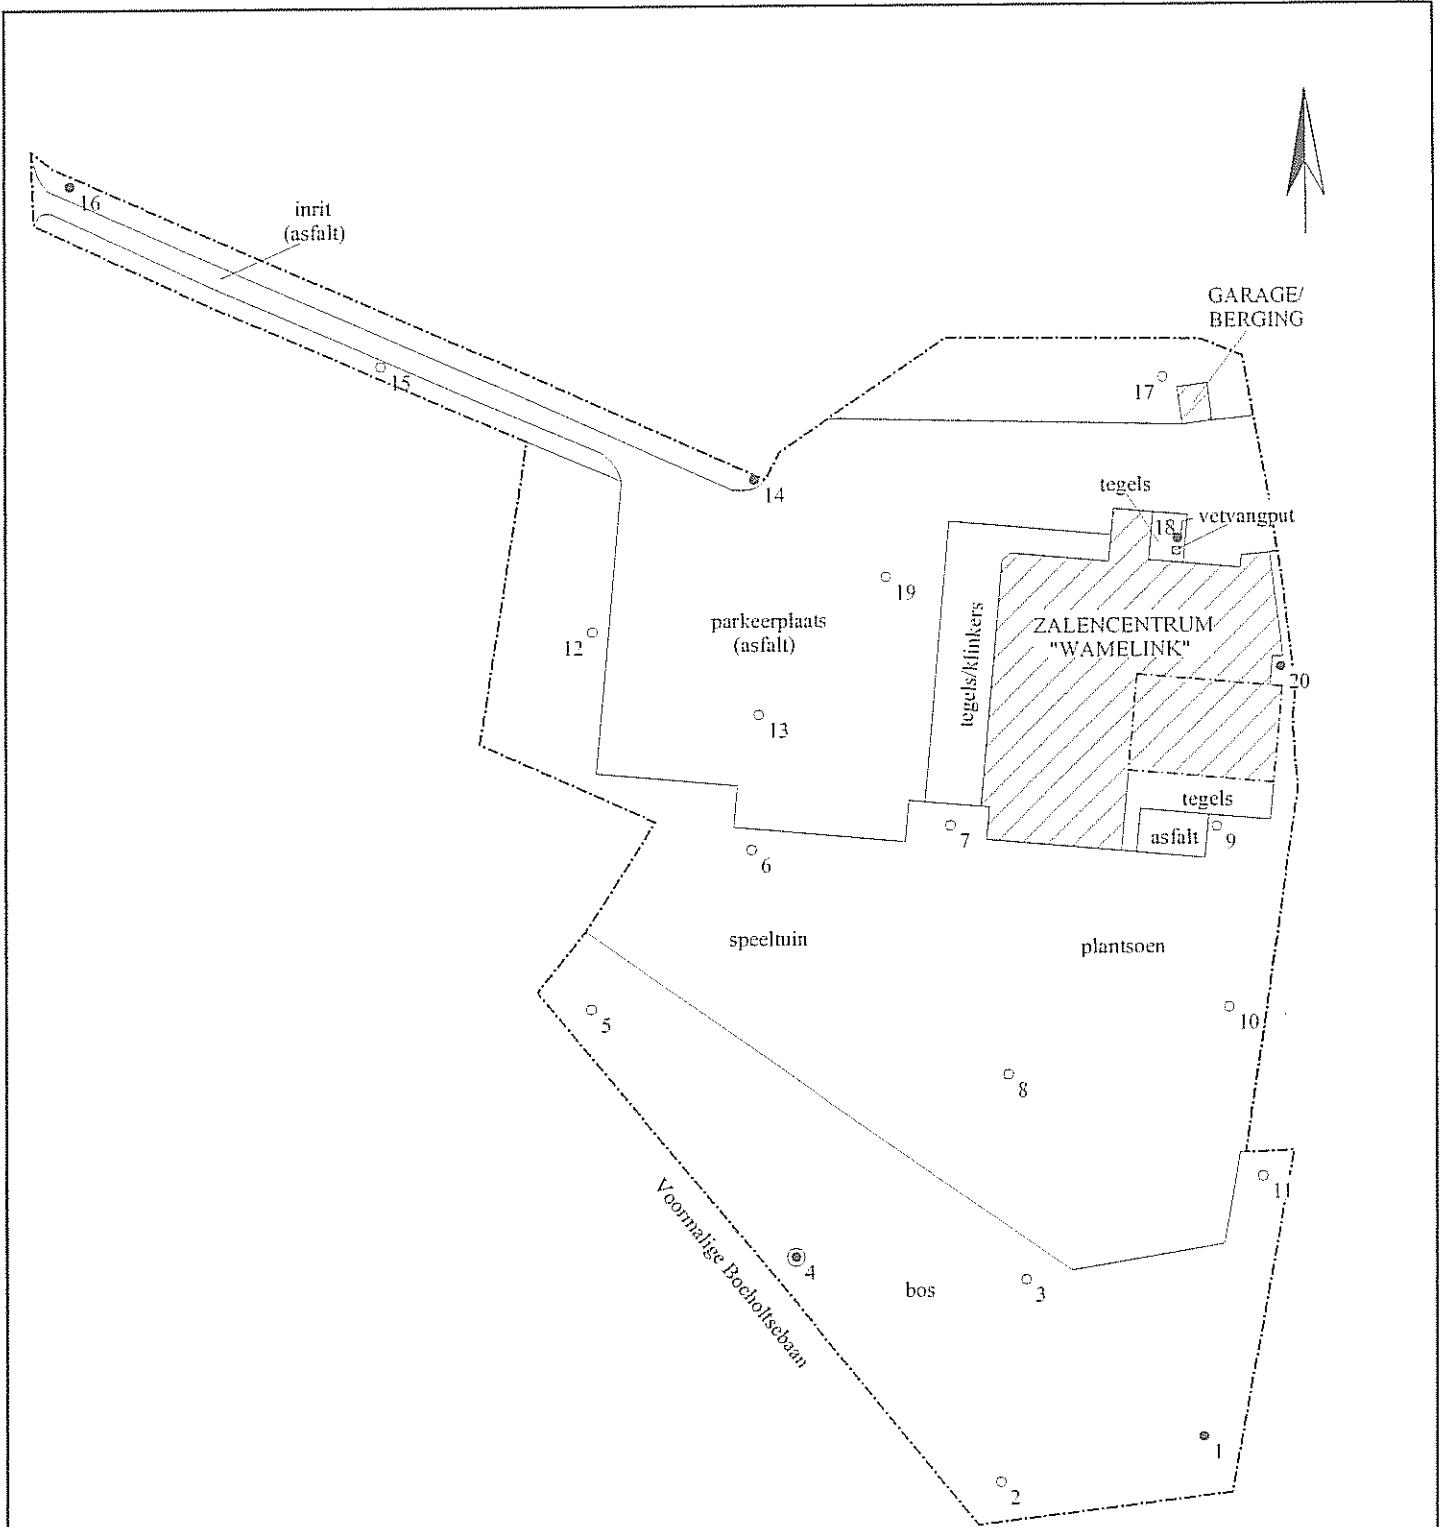 16
inrit
(asfalt)
GARAGE/
BERGING
15
17
14
tegels
18
vetvangput
19
parkeerplaats
(asfalt)
12
tegels/klinkers
ZALENCENTRUM
"WAMELINK"
20
13
tegels
asfalt
9
7
6
speeltuin
plantsoen
5
10
8
11
Voormalige Bocholtsebaan
4
bos
3
1
2